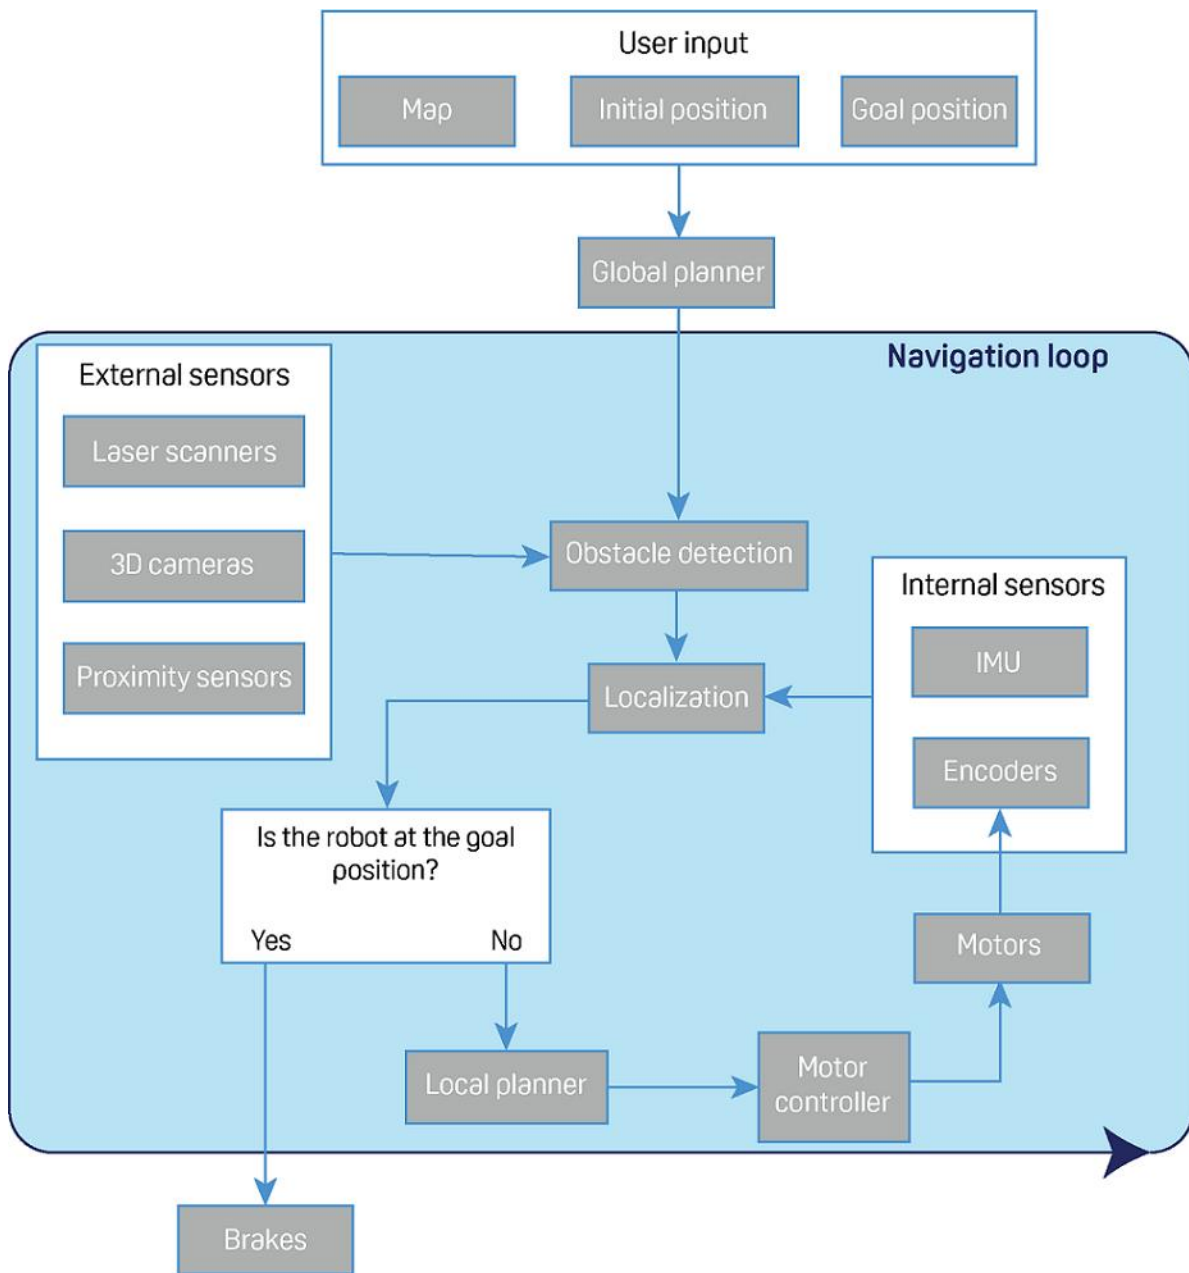 User input
Map
Initial position
Goal position
Global planner
Navigation loop
External sensors
Laser scanners
3D cameras
Proximity sensors
Obstacle detection
Internal sensors
IMU
Encoders
Localization
Is the robot at the goal
position?
Yes
No
Motors
Local planner
Motor
controller
Brakes